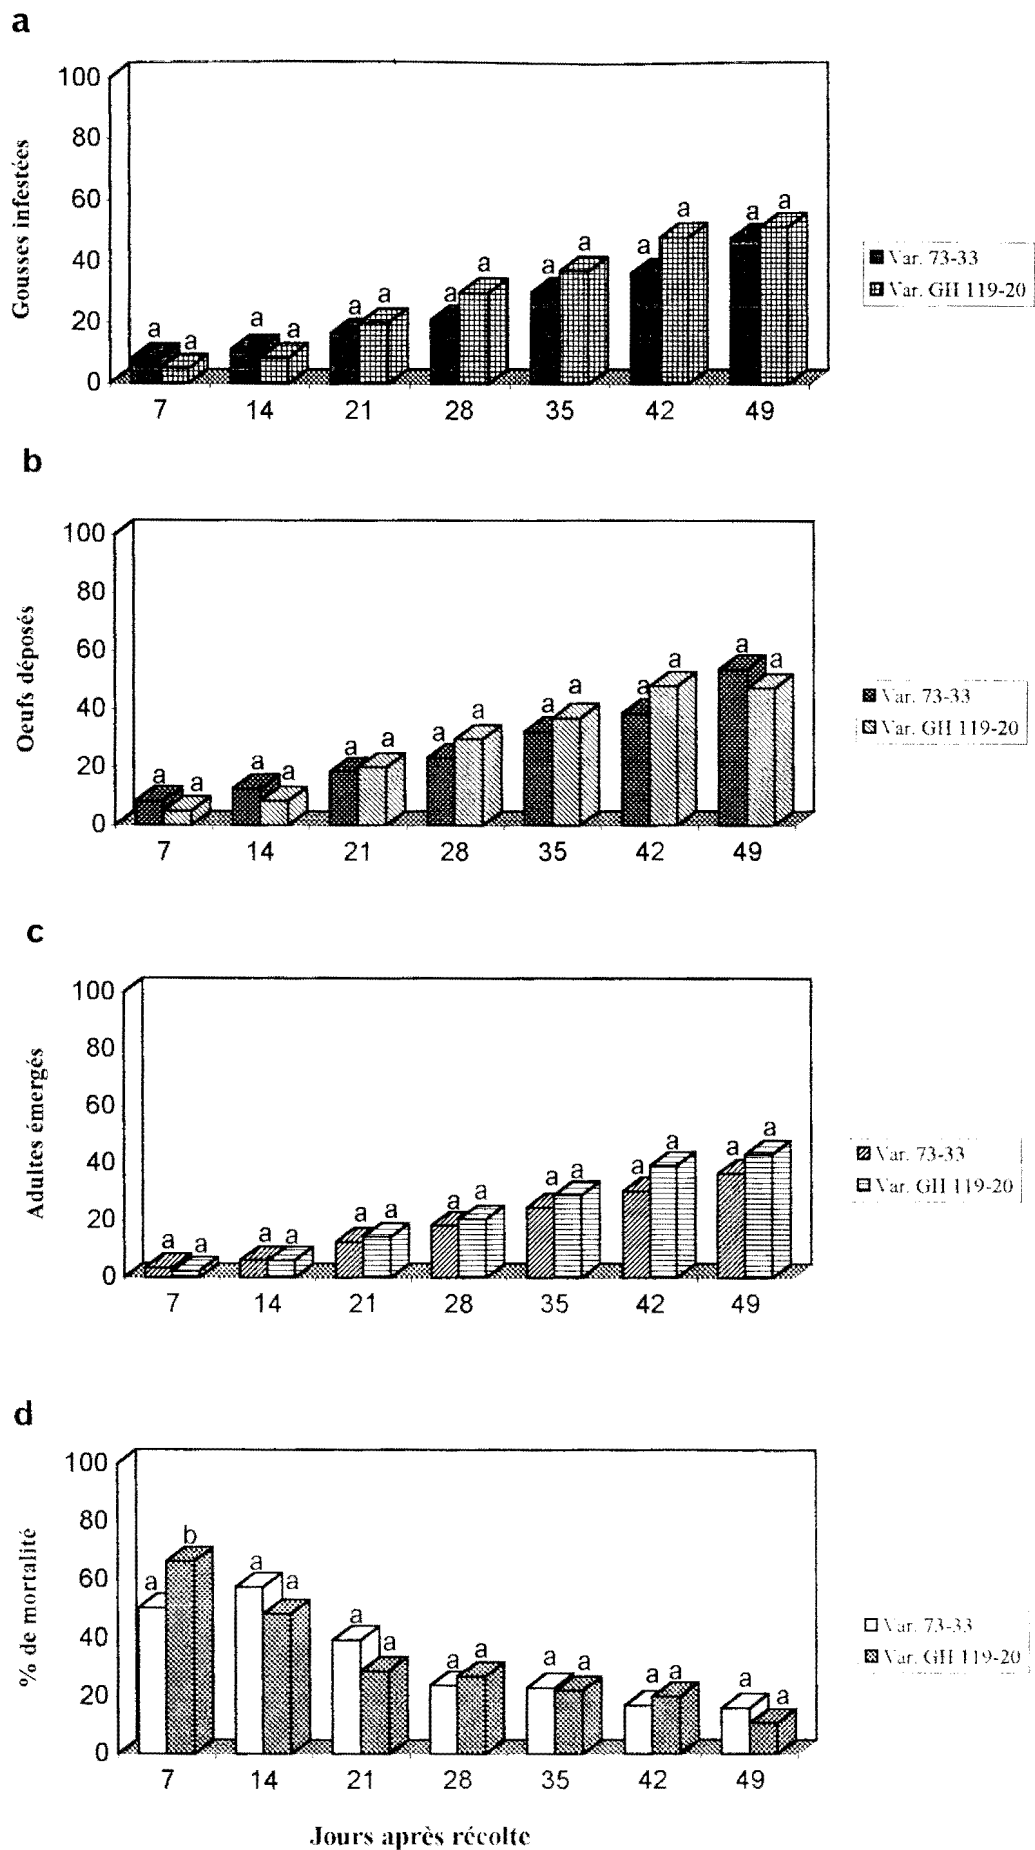 a
100
80
60
40
20
0
Gousses infestées
a a a a a a a a a a a a a
7 14 21 28 35 42 49
Var. 73-33
Var. GH 119-20
b
100
80
60
40
20
0
Oeufs déposés
a a a a a a a a a a a a a a
7 14 21 28 35 42 49
Var. 73-33
Var. GH 119-20
c
100
80
60
40
20
0
Adultes émergés
a a a a a a a a a a a a a a
7 14 21 28 35 42 49
Var. 73-33
Var. GH 119-20
d
100
80
60
40
20
0
% de mortalité
a b a a a a a a a a a a a a
7 14 21 28 35 42 49
Var. 73-33
Var. GH 119-20
Jours après récolte